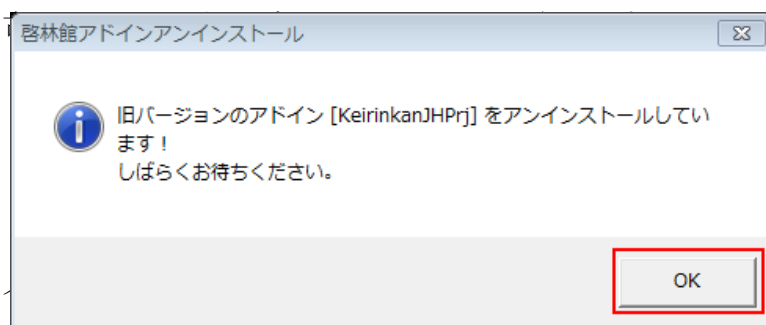 啓林館アドインアンインストール
旧バージョンのアドイン [KeirinkanJHPrj] をアンインストールしてい
ます！
しばらくお待ちください。
OK